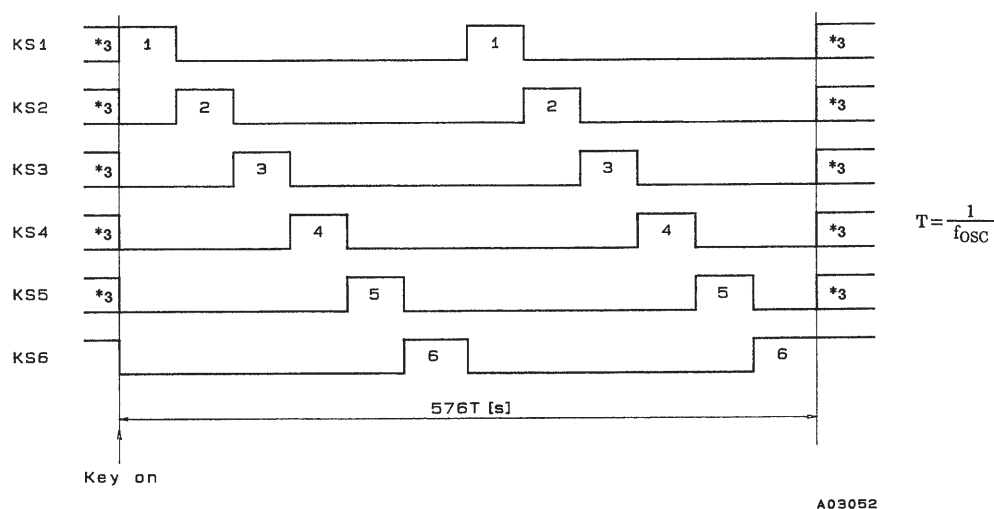 KS1 *3 1 1 *3
KS2 *3 2 2 *3
KS3 *3 3 3 *3
KS4 *3 4 4 *3
T=1/fOSC
KS5 *3 5 5 *3
KS6 6 6
576T [s]
Key on
A03052